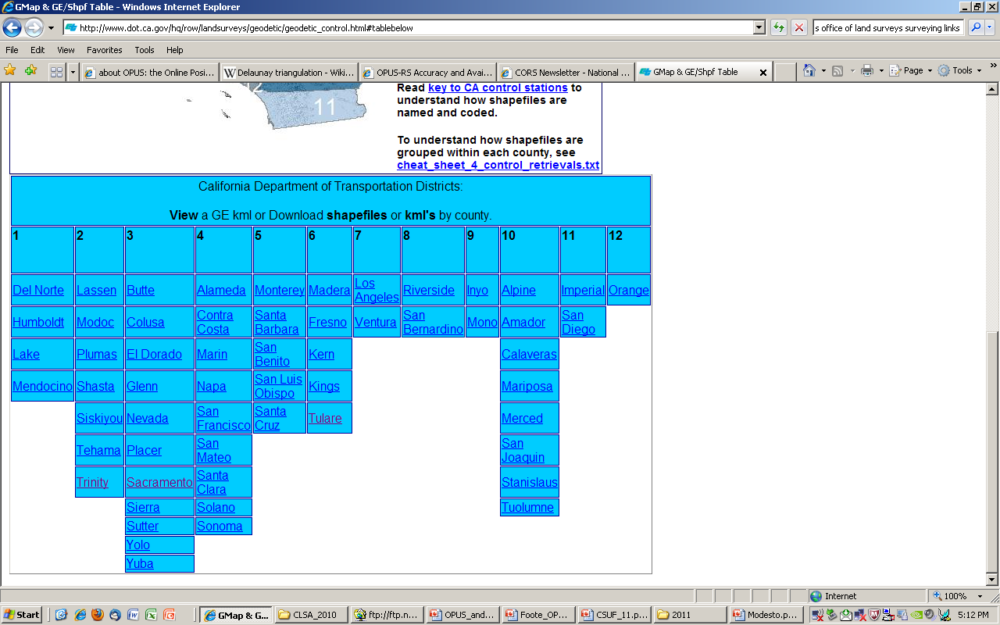 GMap & GE/Shpf Table - Windows Internet Explorer
http://www.dot.ca.gov/hq/row/landsurveys/geodetic/geodetic_control.html#tablebelow
s office of land surveys surveying links
File Edit View Favorites Tools Help
about OPUS: the Online Posi...
Delaunay triangulation - Wiki...
OPUS-RS Accuracy and Avai...
CORS Newsletter - National ...
GMap & GE/Shpf Table
Page
Tools
11
Read key to CA control stations to
understand how shapefiles are
named and coded.
To understand how shapefiles are
grouped within each county, see
cheat_sheet_4_control_retrievals.txt
California Department of Transportation Districts:
View a GE kml or Download shapefiles or kml's by county.
1 2 3 4 5 6 7 8 9 10 11 12
Del Norte Lassen Butte Alameda Monterey Madera Los Angeles Riverside Inyo Alpine Imperial Orange
Humboldt Modoc Colusa Contra Costa Santa Barbara Fresno Ventura San Bernardino Mono Amador San Diego
Lake Plumas El Dorado Marin San Benito Kern Calaveras
Mendocino Shasta Glenn Napa San Luis Obispo Kings Mariposa
Siskiyou Nevada San Francisco Santa Cruz Tulare Merced
Tehama Placer San Mateo San Joaquin
Trinity Sacramento Santa Clara Stanislaus
Sierra Solano Tuolumne
Sutter Sonoma
Yolo
Yuba
Internet
100%
Start
GMap & G...
CLSA_2010
ftp://ftp.n...
OPUS_and...
Foote_OP...
CSUF_11.p...
2011
Modesto.p...
5:12 PM